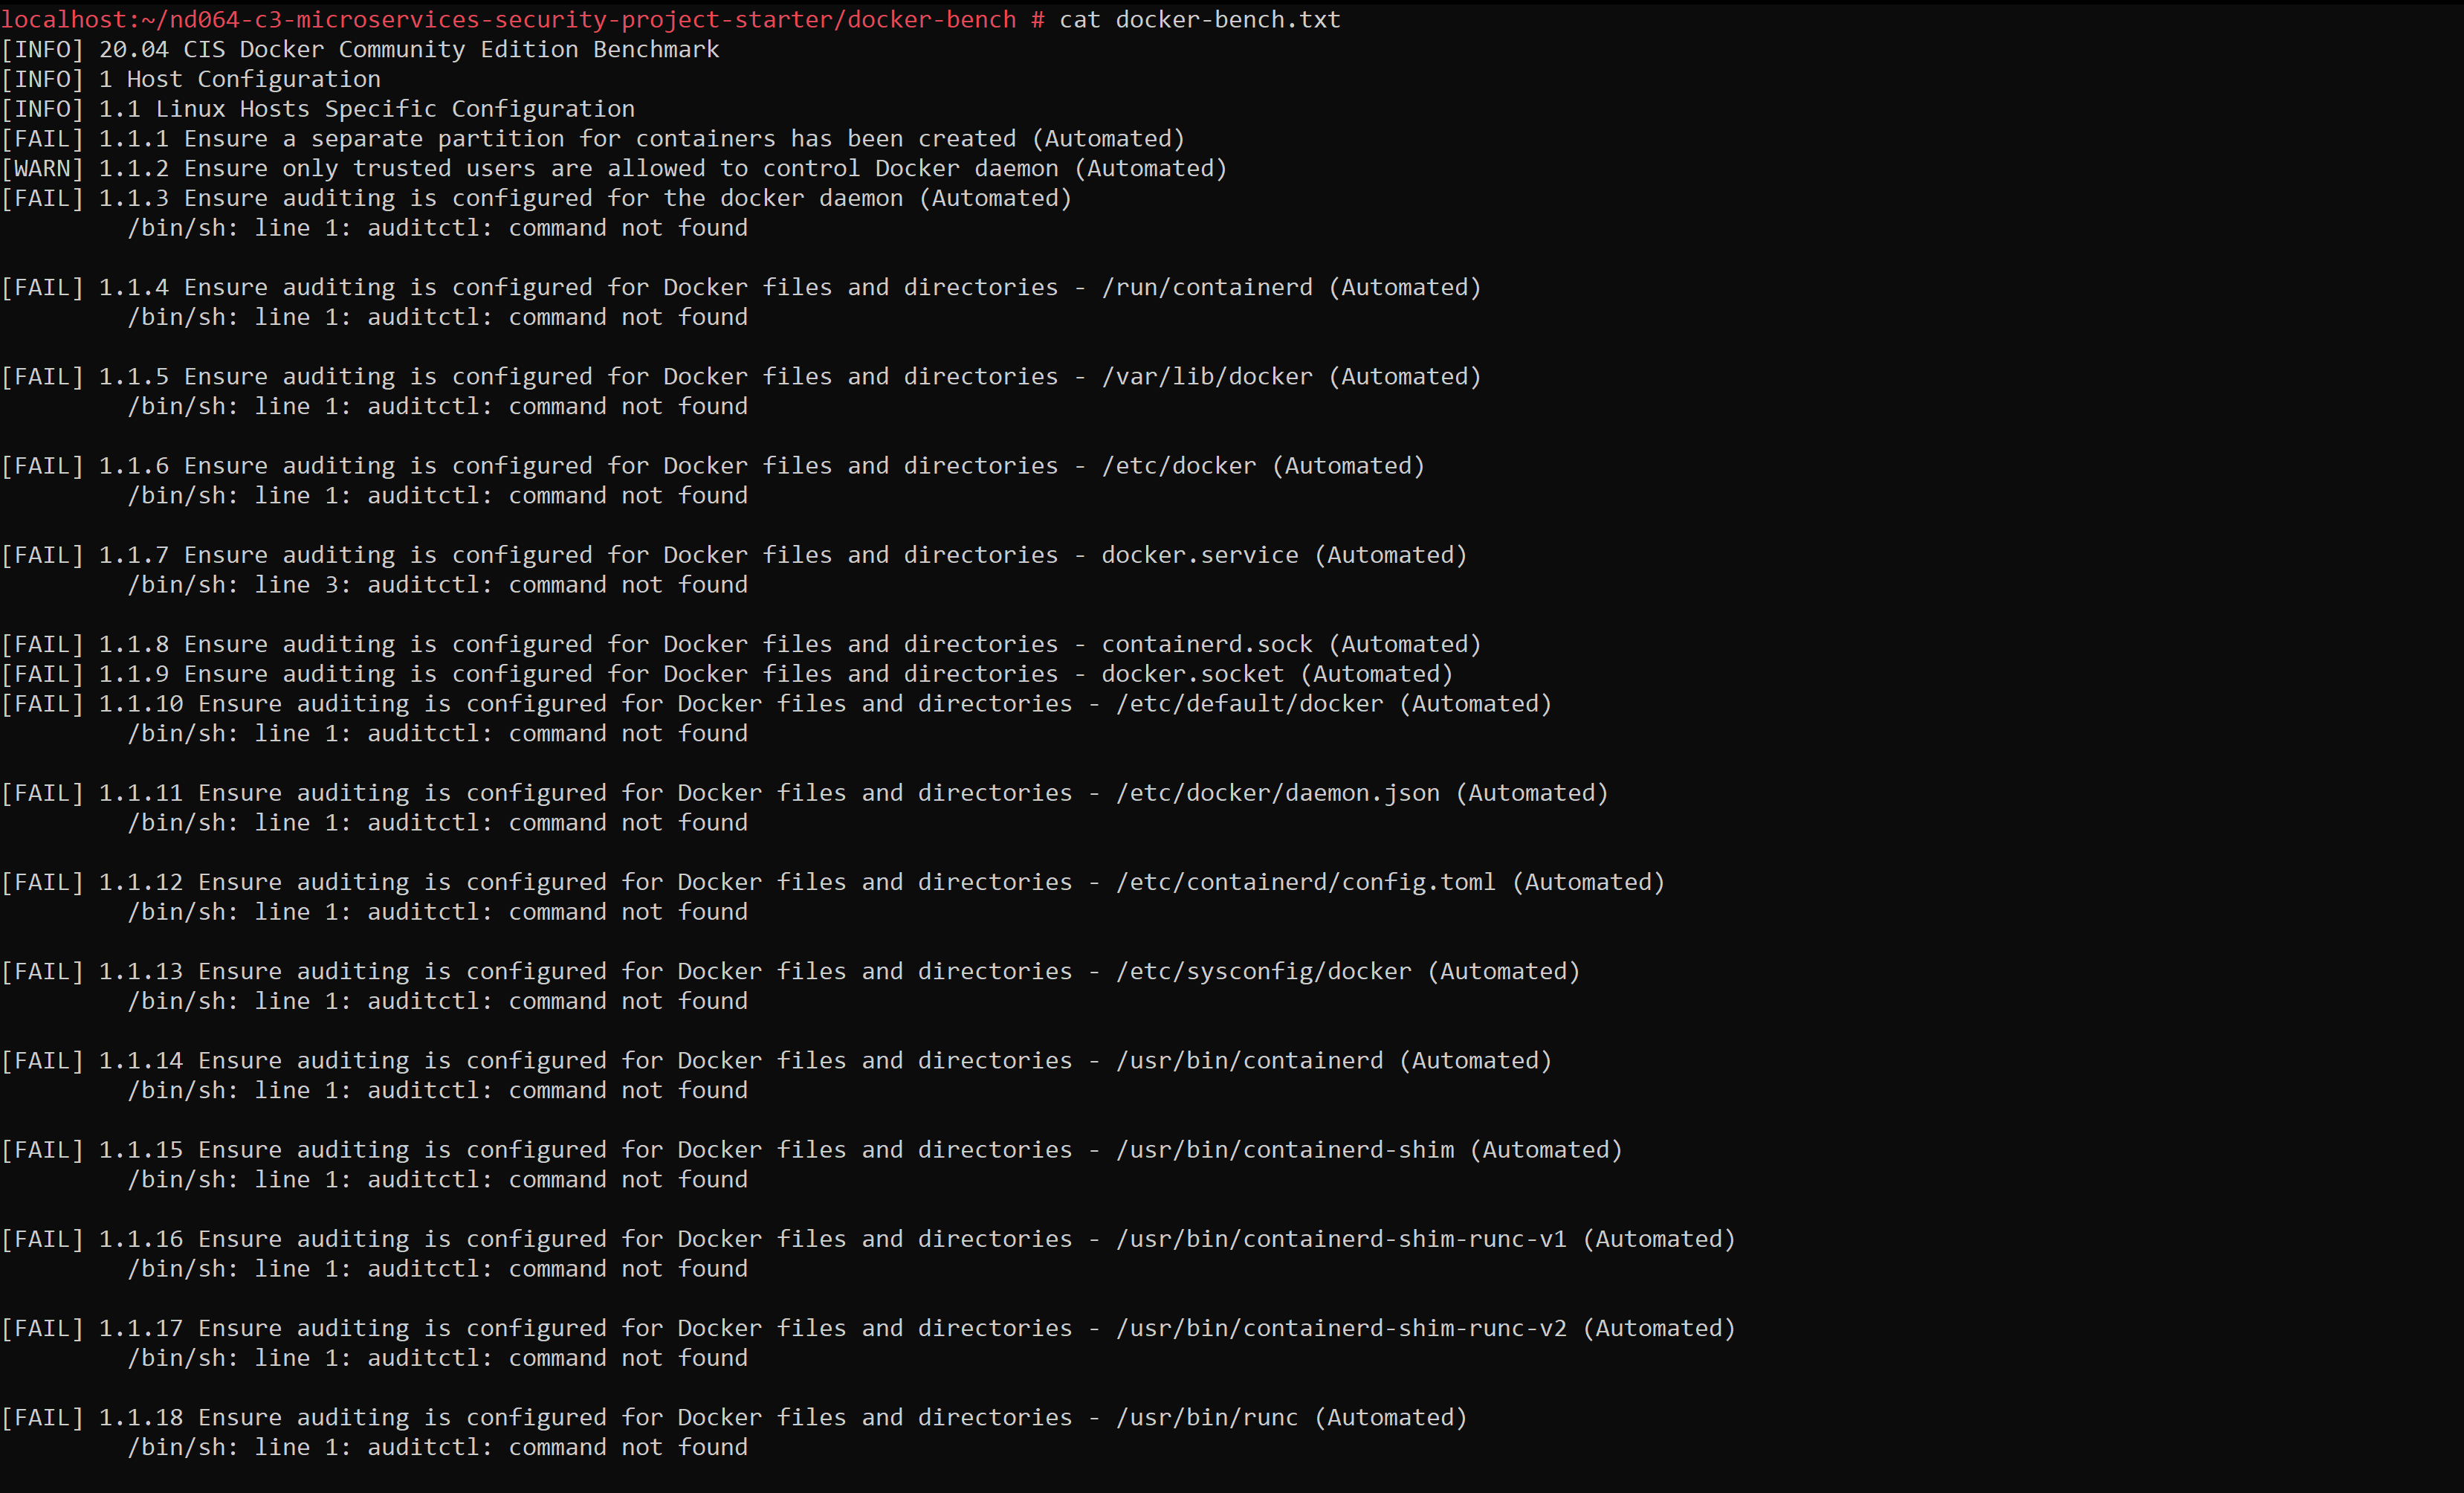 localhost:~/nd064-c3-microservices-security-project-starter/docker-bench # cat docker-bench.txt
[INFO] 20.04 CIS Docker Community Edition Benchmark
[INFO] 1 Host Configuration
[INFO] 1.1 Linux Hosts Specific Configuration
[FAIL] 1.1.1 Ensure a separate partition for containers has been created (Automated)
[WARN] 1.1.2 Ensure only trusted users are allowed to control Docker daemon (Automated)
[FAIL] 1.1.3 Ensure auditing is configured for the docker daemon (Automated)
/bin/sh: line 1: auditctl: command not found
[FAIL] 1.1.4 Ensure auditing is configured for Docker files and directories - /run/containerd (Automated)
/bin/sh: line 1: auditctl: command not found
[FAIL] 1.1.5 Ensure auditing is configured for Docker files and directories - /var/lib/docker (Automated)
/bin/sh: line 1: auditctl: command not found
[FAIL] 1.1.6 Ensure auditing is configured for Docker files and directories - /etc/docker (Automated)
/bin/sh: line 1: auditctl: command not found
[FAIL] 1.1.7 Ensure auditing is configured for Docker files and directories - docker.service (Automated)
/bin/sh: line 3: auditctl: command not found
[FAIL] 1.1.8 Ensure auditing is configured for Docker files and directories - containerd.sock (Automated)
[FAIL] 1.1.9 Ensure auditing is configured for Docker files and directories - docker.socket (Automated)
[FAIL] 1.1.10 Ensure auditing is configured for Docker files and directories - /etc/default/docker (Automated)
/bin/sh: line 1: auditctl: command not found
[FAIL] 1.1.11 Ensure auditing is configured for Docker files and directories - /etc/docker/daemon.json (Automated)
/bin/sh: line 1: auditctl: command not found
[FAIL] 1.1.12 Ensure auditing is configured for Docker files and directories - /etc/containerd/config.toml (Automated)
/bin/sh: line 1: auditctl: command not found
[FAIL] 1.1.13 Ensure auditing is configured for Docker files and directories - /etc/sysconfig/docker (Automated)
/bin/sh: line 1: auditctl: command not found
[FAIL] 1.1.14 Ensure auditing is configured for Docker files and directories - /usr/bin/containerd (Automated)
/bin/sh: line 1: auditctl: command not found
[FAIL] 1.1.15 Ensure auditing is configured for Docker files and directories - /usr/bin/containerd-shim (Automated)
/bin/sh: line 1: auditctl: command not found
[FAIL] 1.1.16 Ensure auditing is configured for Docker files and directories - /usr/bin/containerd-shim-runc-v1 (Automated)
/bin/sh: line 1: auditctl: command not found
[FAIL] 1.1.17 Ensure auditing is configured for Docker files and directories - /usr/bin/containerd-shim-runc-v2 (Automated)
/bin/sh: line 1: auditctl: command not found
[FAIL] 1.1.18 Ensure auditing is configured for Docker files and directories - /usr/bin/runc (Automated)
/bin/sh: line 1: auditctl: command not found